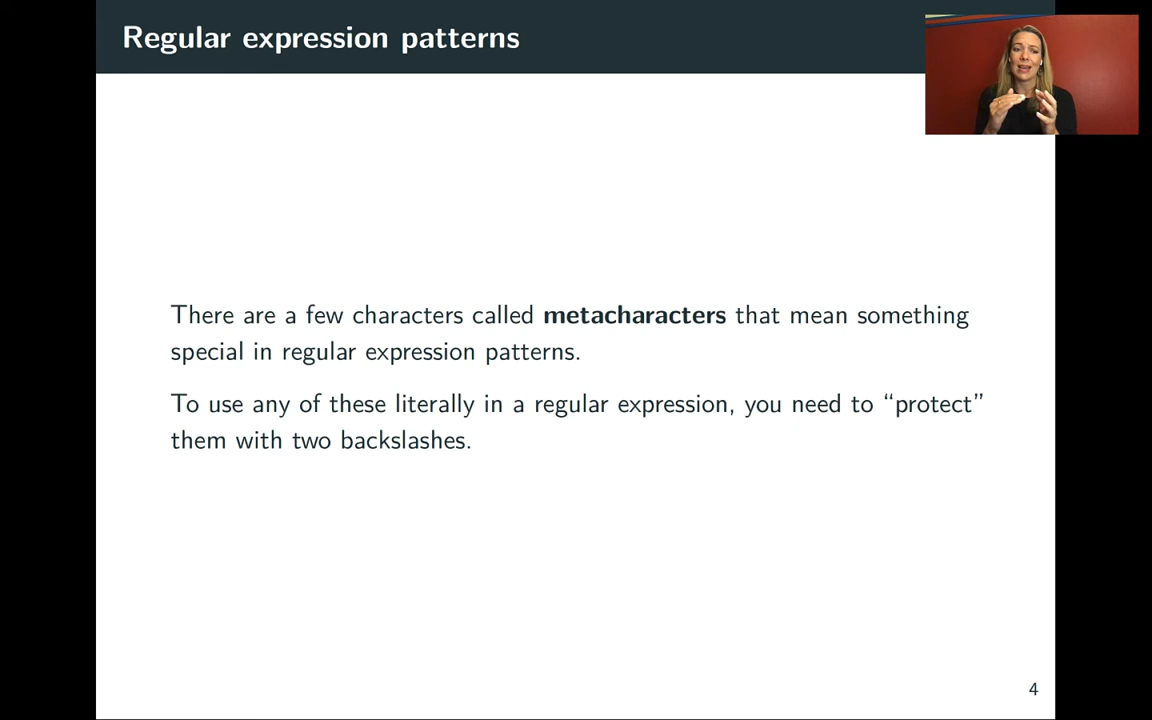 Regular expression patterns
There are a few characters called metacharacters that mean something
special in regular expression patterns.
To use any of these literally in a regular expression, you need to “protect”
them with two backslashes.
4